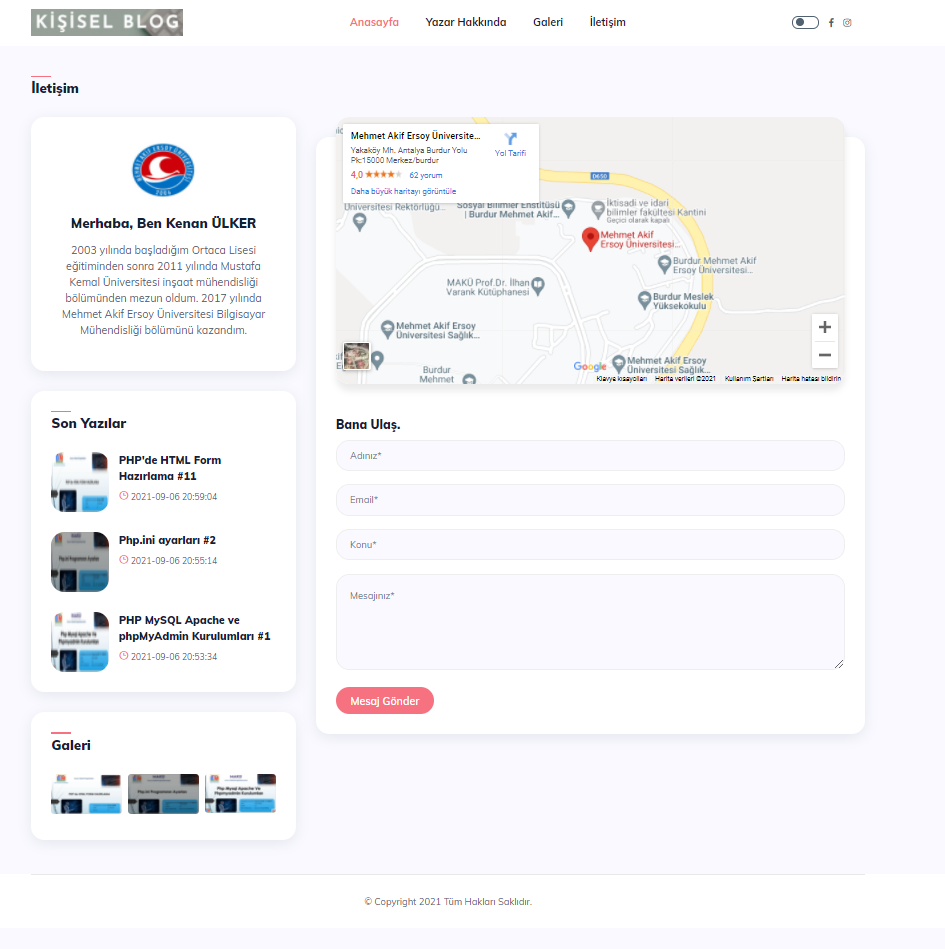 KİŞİSEL BLOG
Anasayfa
Yazar Hakkında
Galeri
İletişim
İletişim
Merhaba, Ben Kenan ÜLKER
2003 yılında başladığım Ortaca Lisesi
eğitiminden sonra 2011 yılında Mustafa
Kemal Üniversitesi inşaat mühendisliği
bölümünden mezun oldum. 2017 yılında
Mehmet Akif Ersoy Üniversitesi Bilgisayar
Mühendisliği bölümünü kazandım.
Son Yazılar
PHP'de HTML Form
Hazırlama #11
2021-09-06 20:59:04
Php.ini ayarları #2
2021-09-06 20:55:14
PHP MySQL Apache ve
phpMyAdmin Kurulumları #1
2021-09-06 20:53:34
Galeri
Mehmet Akif Ersoy Üniversite...
Yakaköy Mh. Antalya Burdur Yolu
Pk:15000 Merkez/burdur
4,0 ★★★★★ 62 yorum
Daha büyük haritayı görüntüle
Yol Tarifi
D650
Üniversitesi Rektörlüğü...
Sosyal Bilimler Enstitüsü
| Burdur Mehmet Akif...
İktisadi ve idari
bilimler fakültesi Kantini
Geçici olarak kapalı
Mehmet Akif
Ersoy Üniversitesi...
Burdur Mehmet Akif
Ersoy Üniversitesi...
MAKÜ Prof.Dr. İlhan
Varank Kütüphanesi
Burdur Meslek
Yüksekokulu
Mehmet Akif Ersoy
Üniversitesi Sağlık...
Burdur
Mehmet
Mehmet Akif Ersoy
Üniversitesi Sağlık...
Google
Klavye kısayolları
Harita verileri ©2021
Kullanım Şartları
Harita hatası bildirin
Bana Ulaş.
Adınız*
Email*
Konu*
Mesajınız*
Mesaj Gönder
© Copyright 2021 Tüm Hakları Saklıdır.